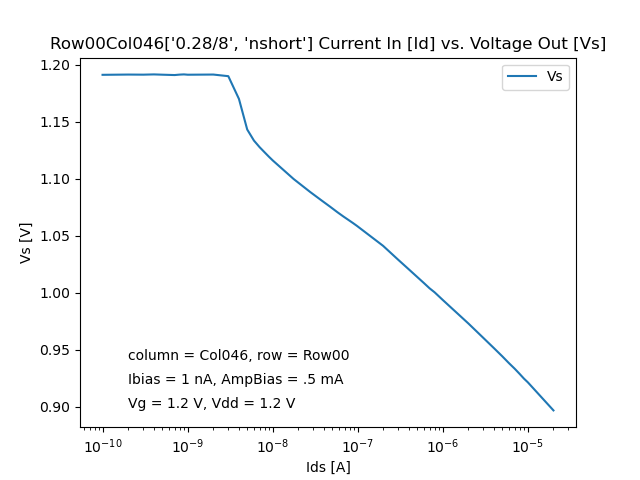 Row00Col046['0.28/8', 'nshort'] Current In [Id] vs. Voltage Out [Vs]
Vs
1.20
1.15
1.10
1.05
1.00
0.95
0.90
Vs [V]
column = Col046, row = Row00
Ibias = 1 nA, AmpBias = .5 mA
Vg = 1.2 V, Vdd = 1.2 V
10⁻¹⁰ 10⁻⁹ 10⁻⁸ 10⁻⁷ 10⁻⁶ 10⁻⁵
Ids [A]